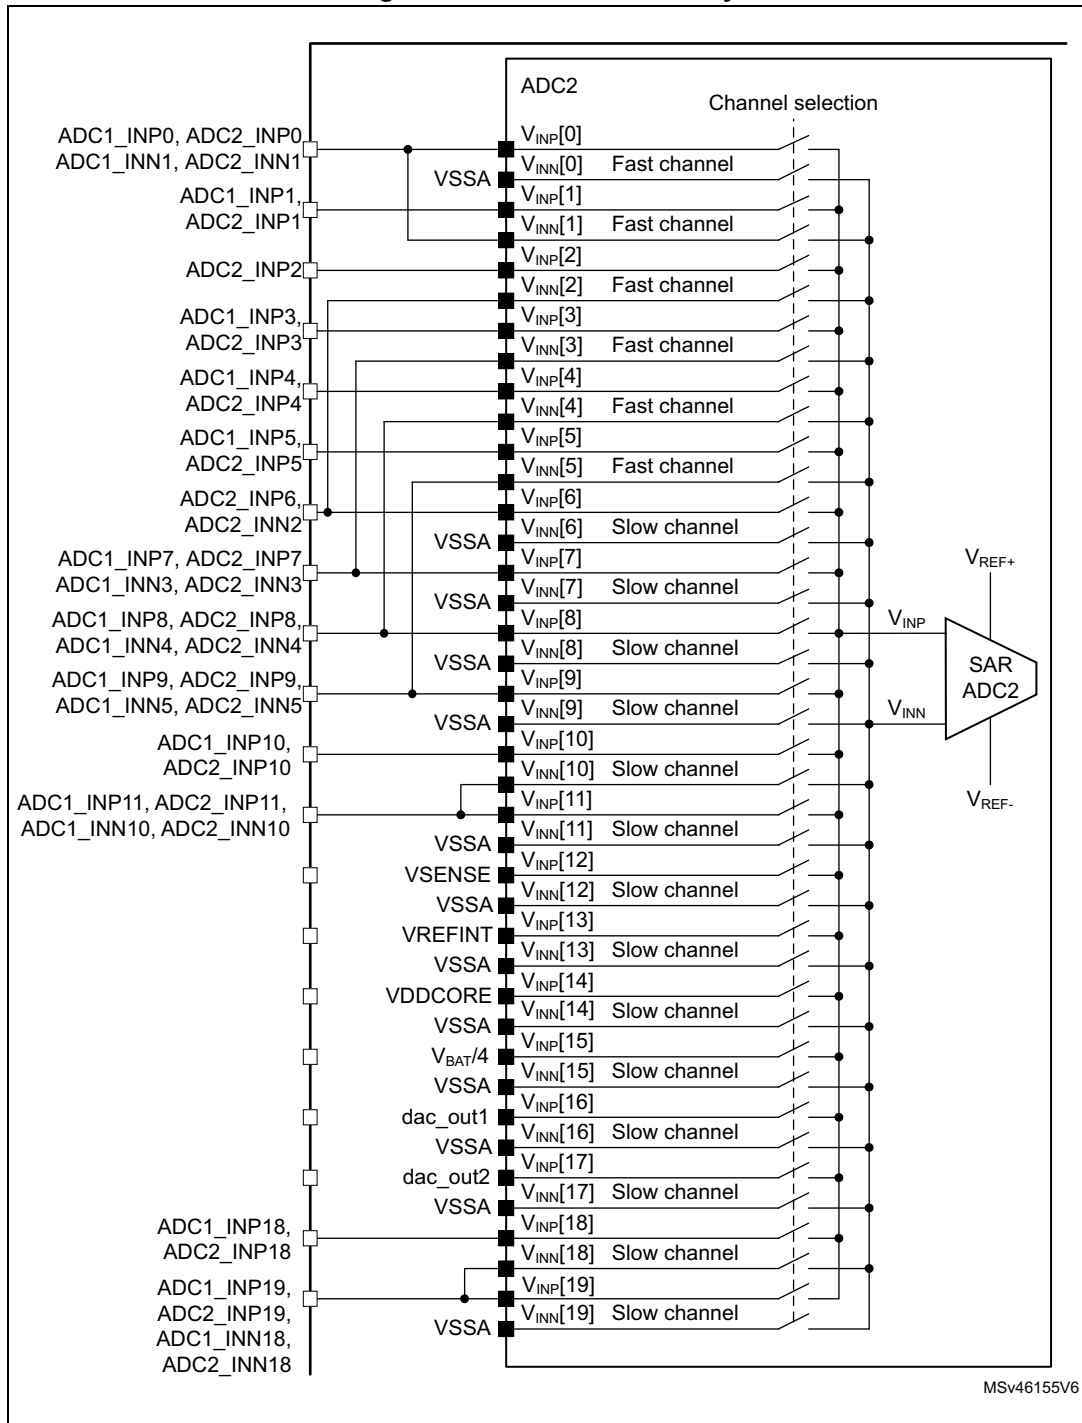 ADC2
Channel selection
ADC1_INP0, ADC2_INP0
ADC1_INN1, ADC2_INN1
VINP[0]
VSSA
VINN[0] Fast channel
ADC1_INP1,
ADC2_INP1
VINP[1]
VINN[1] Fast channel
ADC2_INP2
VINP[2]
VINN[2] Fast channel
ADC1_INP3,
ADC2_INP3
VINP[3]
VINN[3] Fast channel
ADC1_INP4,
ADC2_INP4
VINP[4]
VINN[4] Fast channel
ADC1_INP5,
ADC2_INP5
VINP[5]
VINN[5] Fast channel
ADC2_INP6,
ADC2_INN2
VINP[6]
VSSA
VINN[6] Slow channel
ADC1_INP7, ADC2_INP7
ADC1_INN3, ADC2_INN3
VINP[7]
VSSA
VINN[7] Slow channel
ADC1_INP8, ADC2_INP8,
ADC1_INN4, ADC2_INN4
VINP[8]
VSSA
VINN[8] Slow channel
ADC1_INP9, ADC2_INP9,
ADC1_INN5, ADC2_INN5
VINP[9]
VSSA
VINN[9] Slow channel
VREF+
VINP
SAR
ADC2
VINN
VREF-
ADC1_INP10,
ADC2_INP10
VINP[10]
VINN[10] Slow channel
ADC1_INP11, ADC2_INP11,
ADC1_INN10, ADC2_INN10
VINP[11]
VSSA
VINN[11] Slow channel
VSENSE
VINP[12]
VSSA
VINN[12] Slow channel
VREFINT
VINP[13]
VSSA
VINN[13] Slow channel
VDDCORE
VINP[14]
VSSA
VINN[14] Slow channel
VBAT/4
VINP[15]
VSSA
VINN[15] Slow channel
dac_out1
VINP[16]
VSSA
VINN[16] Slow channel
dac_out2
VINP[17]
VSSA
VINN[17] Slow channel
ADC1_INP18,
ADC2_INP18
VINP[18]
VINN[18] Slow channel
ADC1_INP19,
ADC2_INP19,
ADC1_INN18,
ADC2_INN18
VINP[19]
VSSA
VINN[19] Slow channel
MSv46155V6